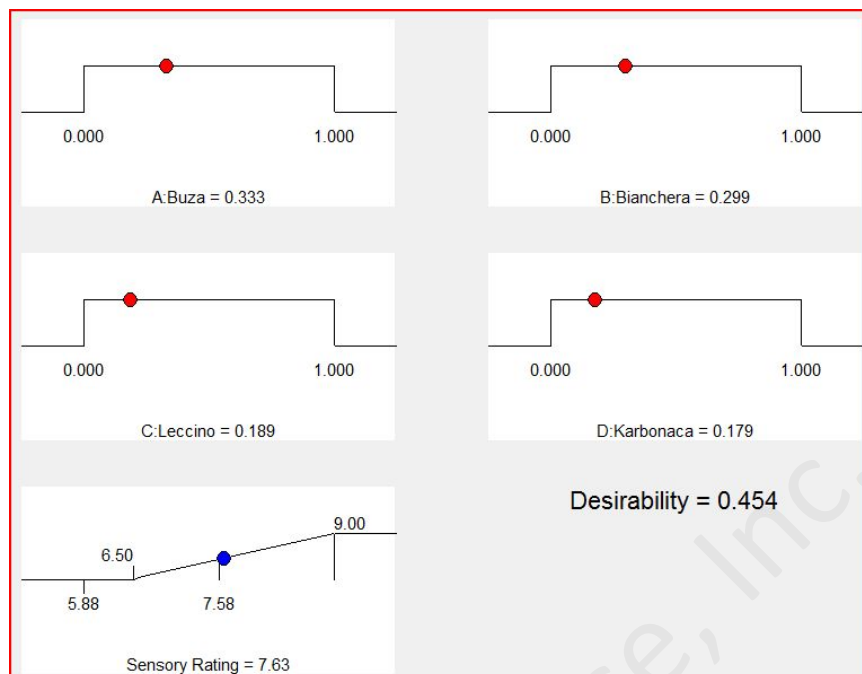 0.000 1.000 0.000 1.000
A:Buza = 0.333 B:Bianchera = 0.299
0.000 1.000 0.000 1.000
C:Leccino = 0.189 D:Karbonaca = 0.179
9.00
6.50
5.88 7.58
Sensory Rating = 7.63
Desirability = 0.454
Inc.